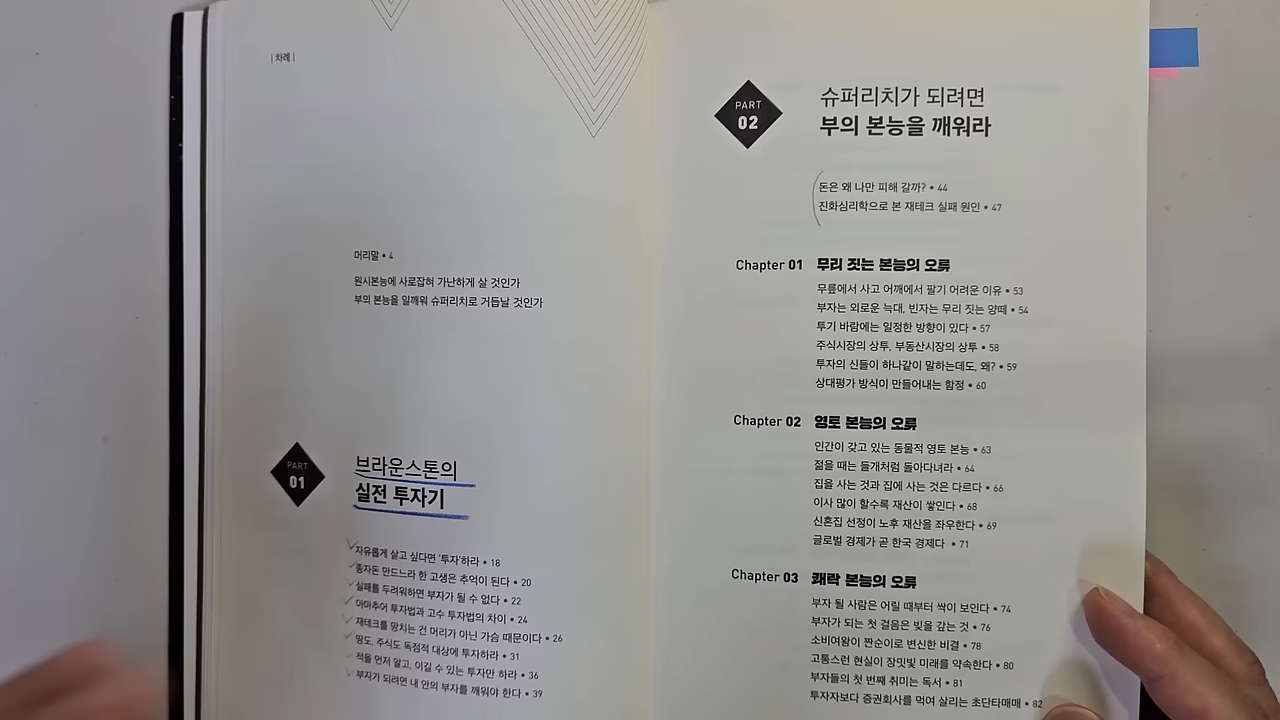 | 차례 |
머리말 • 4
원시본능에 사로잡혀 가난하게 살 것인가
부의 본능을 일깨워 슈퍼리치로 거듭날 것인가
PART
01
브라운스톤의
실전 투자기
자유롭게 살고 싶다면 '투자'하라 • 18
종잣돈 만드느라 한 고생은 추억이 된다 • 20
실패를 두려워하면 부자가 될 수 없다 • 22
아마추어 투자법과 고수 투자법의 차이 • 24
재테크를 망치는 건 머리가 아닌 가슴 때문이다 • 26
땅도, 주식도 독점적 대상에 투자하라 • 31
적을 먼저 알고, 이길 수 있는 투자만 하라 • 36
부자가 되려면 내 안의 부자를 깨워야 한다 • 39
PART
02
슈퍼리치가 되려면
부의 본능을 깨워라
돈은 왜 나만 피해 갈까? • 44
진화심리학으로 본 재테크 실패 원인 • 47
Chapter 01 무리 짓는 본능의 오류
무릎에서 사고 어깨에서 팔기 어려운 이유 • 53
부자는 외로운 늑대, 빈자는 무리 짓는 양떼 • 54
투기 바람에는 일정한 방향이 있다 • 57
주식시장의 상투, 부동산시장의 상투 • 58
투자의 신들이 하나같이 말하는데도, 왜? • 59
상대평가 방식이 만들어내는 함정 • 60
Chapter 02 영토 본능의 오류
인간이 갖고 있는 동물적 영토 본능 • 63
젊을 때는 들개처럼 돌아다녀라 • 64
집을 사는 것과 집에 사는 것은 다르다 • 66
이사 많이 할수록 재산이 쌓인다 • 68
신혼집 선정이 노후 재산을 좌우한다 • 69
글로벌 경제가 곧 한국 경제다 • 71
Chapter 03 쾌락 본능의 오류
부자 될 사람은 어릴 때부터 싹이 보인다 • 74
부자가 되는 첫 걸음은 빚을 갚는 것 • 76
소비여왕이 짠순이로 변신한 비결 • 78
고통스런 현실이 장밋빛 미래를 약속한다 • 80
부자들의 첫 번째 취미는 독서 • 81
투자자보다 증권회사를 먹여 살리는 초단타매매 • 82